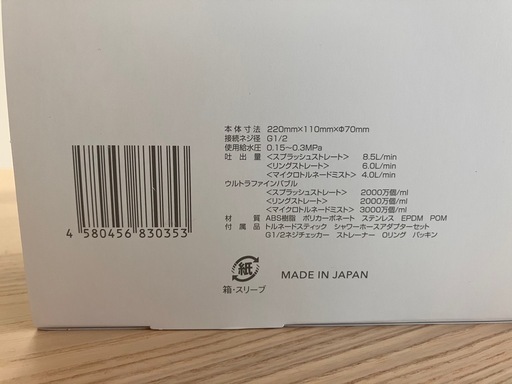 本体寸法 220mm×110mm×Φ70mm
接続ネジ径 G1/2
使用給水圧 0.15〜0.3MPa
吐出量 <スプラッシュストレート> 8.5L/min
<リングストレート> 6.0L/min
<マイクロトルネードミスト> 4.0L/min
ウルトラファインバブル
<スプラッシュストレート> 2000万個/ml
<リングストレート> 2000万個/ml
<マイクロトルネードミスト> 3000万個/ml
材質 ABS樹脂 ポリカーボネート ステンレス EPDM POM
付属品 トルネードスティック シャワーホースアダプターセット
G1/2ネジチェッカー ストレーナー Oリング パッキン
4 580456 830353
紙
箱・スリーブ
MADE IN JAPAN